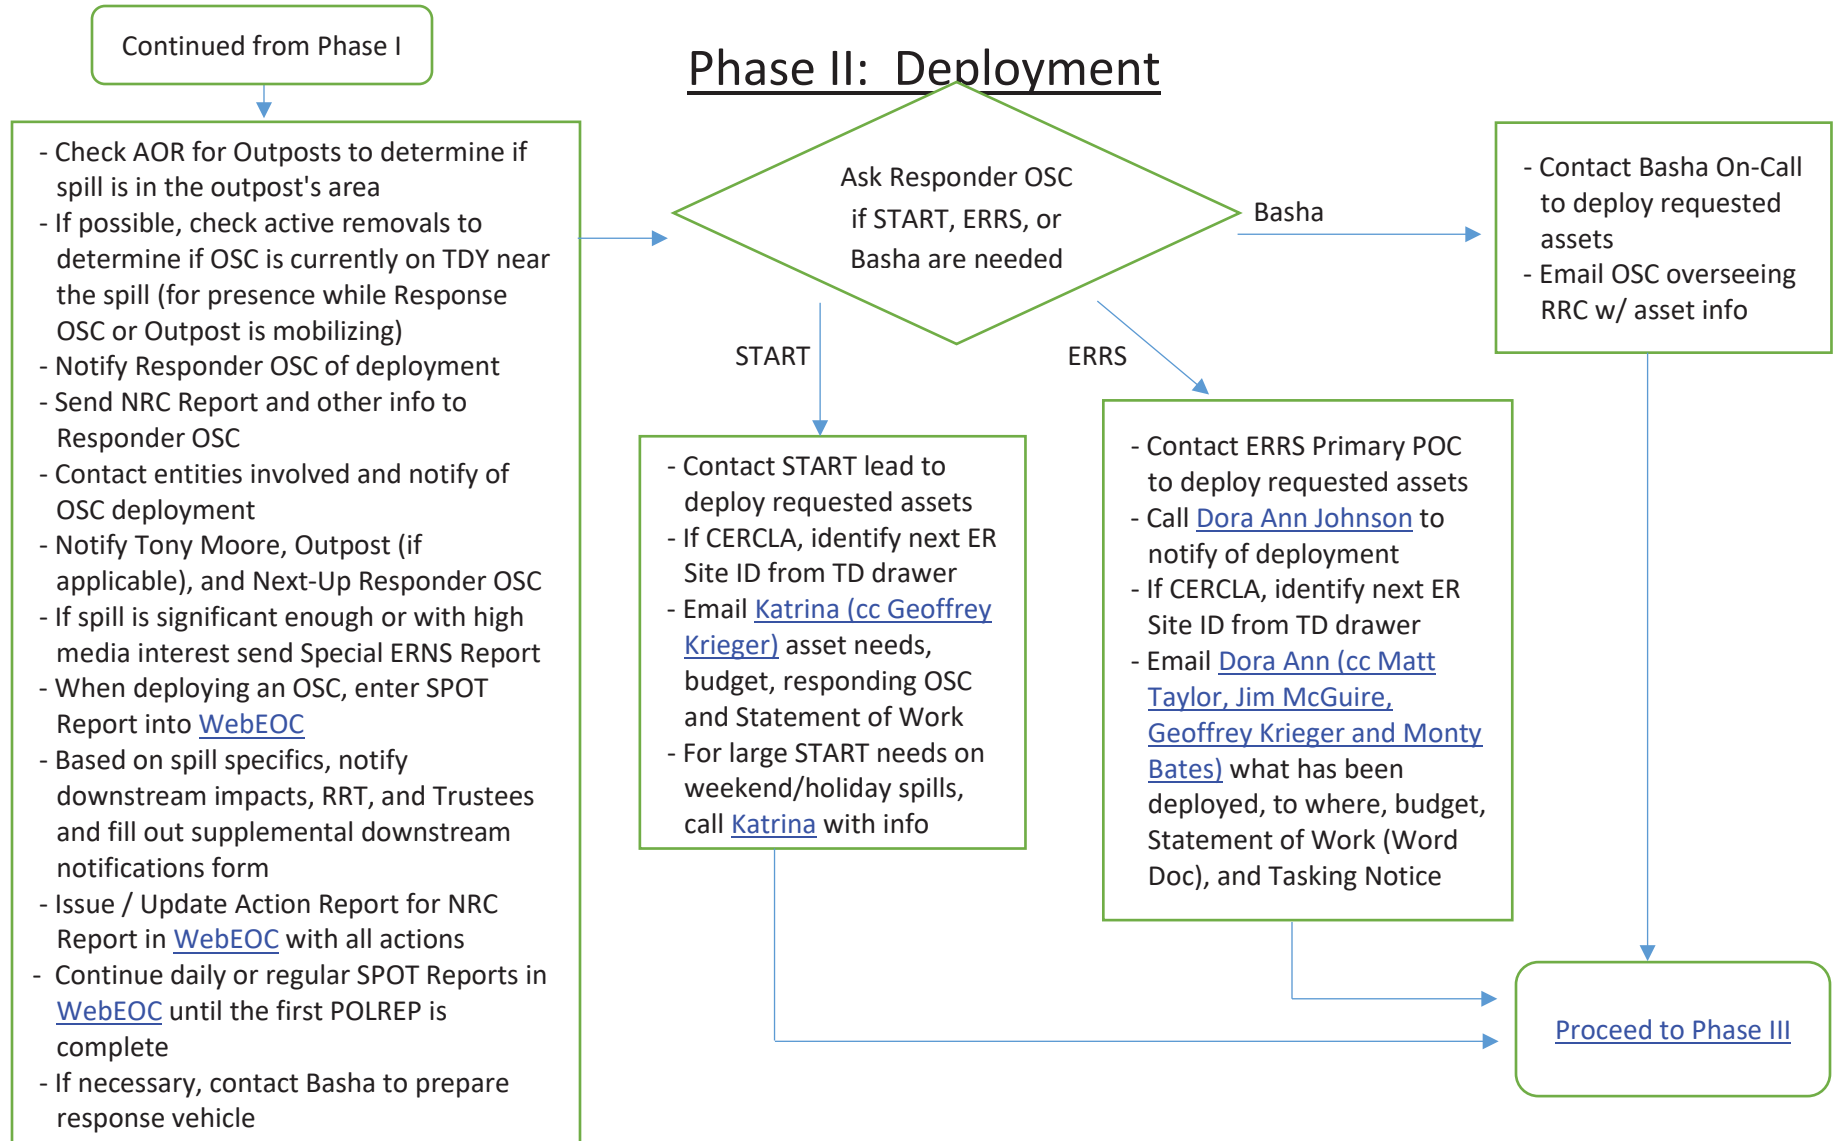 Continued from Phase I
Phase II:  Deployment
- Check AOR for Outposts to determine if
spill is in the outpost's area
- If possible, check active removals to
determine if OSC is currently on TDY near
the spill (for presence while Response
OSC or Outpost is mobilizing)
- Notify Responder OSC of deployment
- Send NRC Report and other info to
Responder OSC
- Contact entities involved and notify of
OSC deployment
- Notify Tony Moore, Outpost (if
applicable), and Next-Up Responder OSC
- If spill is significant enough or with high
media interest send Special ERNS Report
- When deploying an OSC, enter SPOT
Report into WebEOC
- Based on spill specifics, notify
downstream impacts, RRT, and Trustees
and fill out supplemental downstream
notifications form
- Issue / Update Action Report for NRC
Report in WebEOC with all actions
- Continue daily or regular SPOT Reports in
WebEOC until the first POLREP is
complete
- If necessary, contact Basha to prepare
response vehicle
Ask Responder OSC
if START, ERRS, or
Basha are needed
START
ERRS
Basha
- Contact START lead to
deploy requested assets
- If CERCLA, identify next ER
Site ID from TD drawer
- Email Katrina (cc Geoffrey
Krieger) asset needs,
budget, responding OSC
and Statement of Work
- For large START needs on
weekend/holiday spills,
call Katrina with info
- Contact ERRS Primary POC
to deploy requested assets
- Call Dora Ann Johnson to
notify of deployment
- If CERCLA, identify next ER
Site ID from TD drawer
- Email Dora Ann (cc Matt
Taylor, Jim McGuire,
Geoffrey Krieger and Monty
Bates) what has been
deployed, to where, budget,
Statement of Work (Word
Doc), and Tasking Notice
- Contact Basha On-Call
to deploy requested
assets
- Email OSC overseeing
RRC w/ asset info
Proceed to Phase III